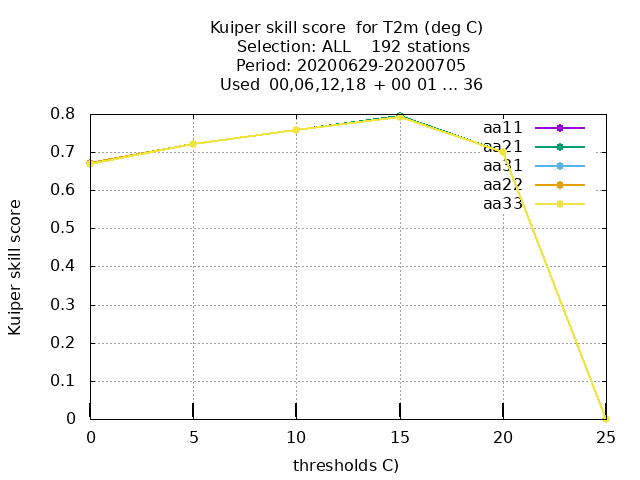 Kuiper skill score for T2m (deg C)
Selection: ALL 192 stations
Period: 20200629-20200705
Used 00,06,12,18 + 00 01 ... 36
Kuiper skill score
0.8
0.7
0.6
0.5
0.4
0.3
0.2
0.1
0
aa11
aa21
aa31
aa22
aa33
0 5 10 15 20 25
thresholds C)